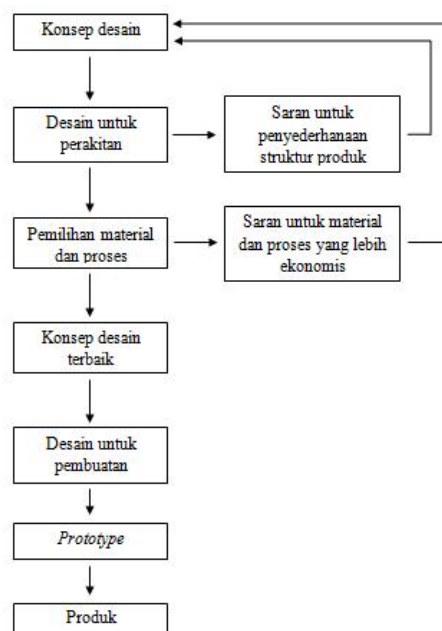 Konsep desain
Desain untuk
perakitan
Saran untuk
penyederhanaan
struktur produk
Pemilihan material
dan proses
Saran untuk material
dan proses yang lebih
ekonomis
Konsep desain
terbaik
Desain untuk
pembuatan
Prototype
Produk